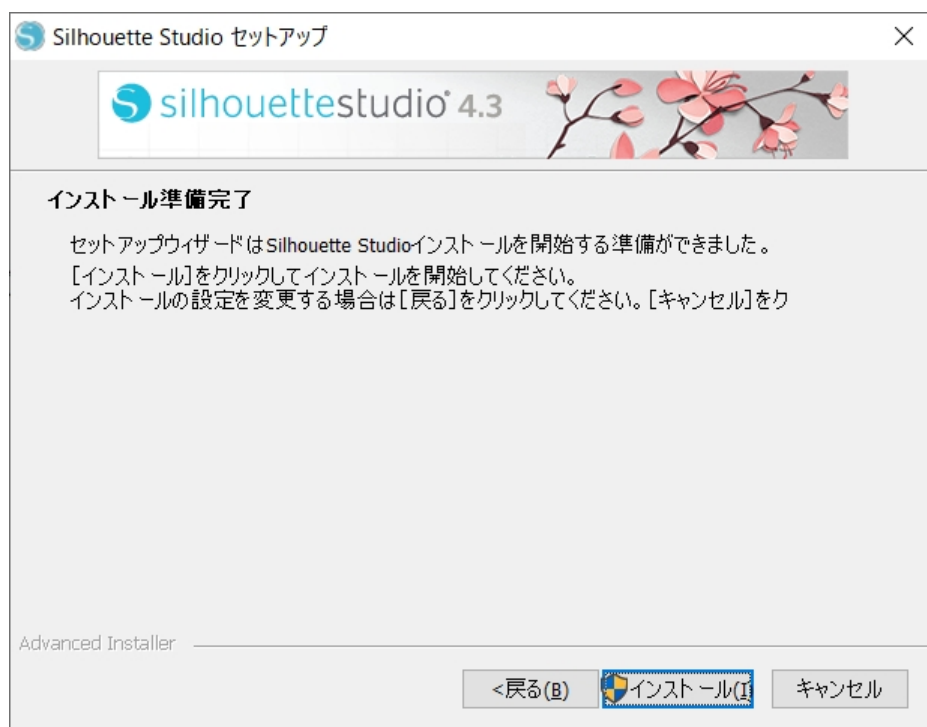 Silhouette Studio セットアップ
silhouettestudio 4.3
インストール準備完了
セットアップウィザードはSilhouette Studioインストールを開始する準備ができました。
[インストール]をクリックしてインストールを開始してください。
インストールの設定を変更する場合は[戻る]をクリックしてください。[キャンセル]をク
Advanced Installer
<戻る(B) インストール(I キャンセル